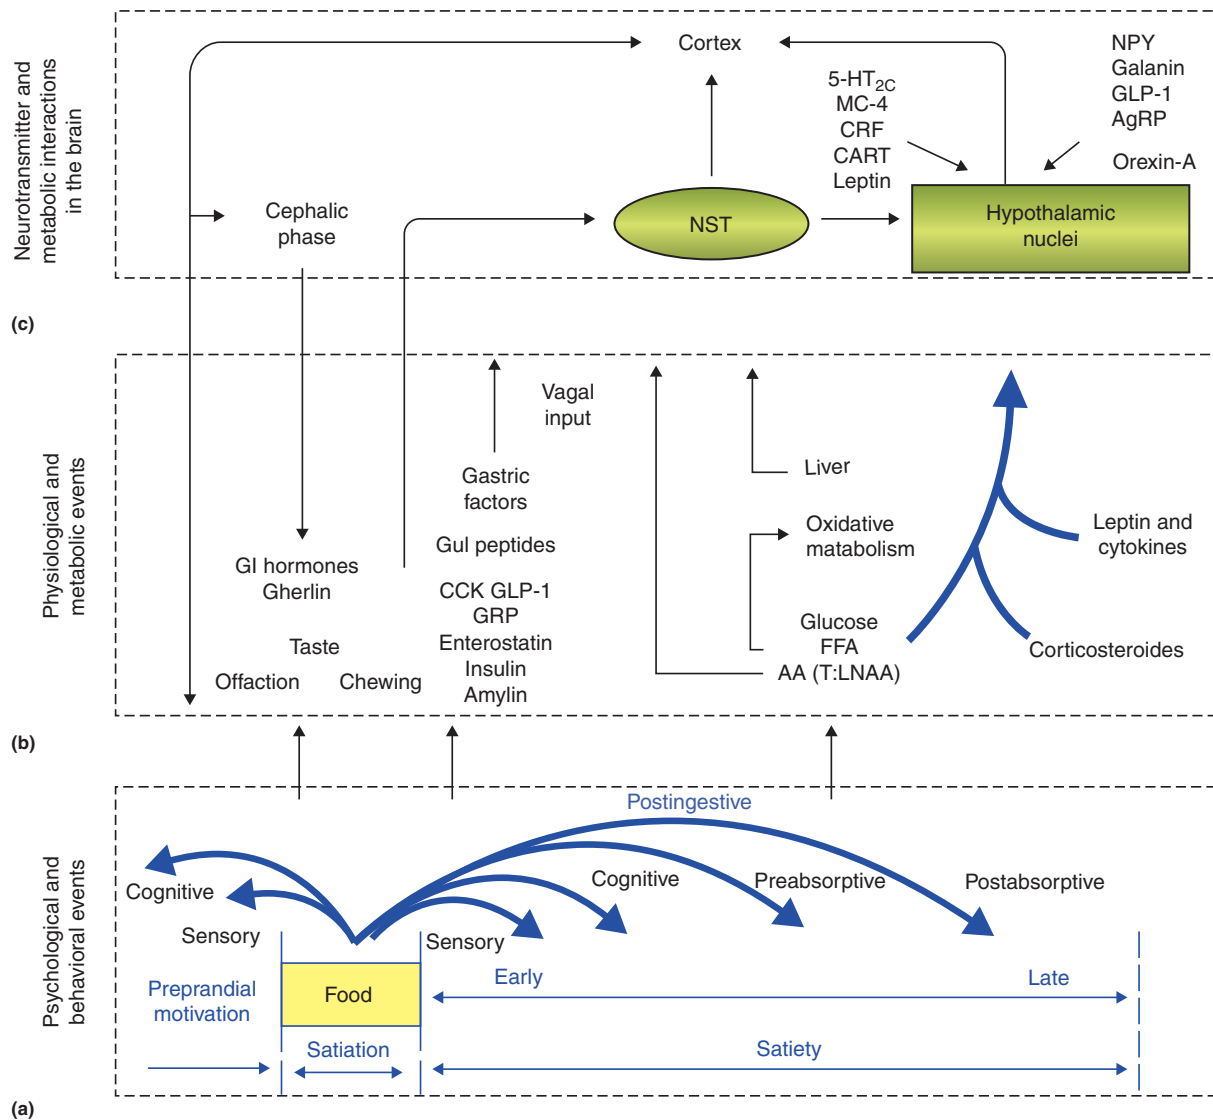 Neurotransmitter and
metabolic interactions
in the brain
Cortex
5-HT2C
MC-4
CRF
CART
Leptin
NPY
Galanin
GLP-1
AgRP
Orexin-A
Cephalic
phase
NST
Hypothalamic
nuclei
(c)
Physiological and
metabolic events
Vagal
input
Gastric
factors
Gul peptides
CCK GLP-1
GRP
Enterostatin
Insulin
Amylin
GI hormones
Gherlin
Taste
Offaction
Chewing
Liver
Oxidative
matabolism
Glucose
FFA
AA (T:LNAA)
Leptin and
cytokines
Corticosteroides
(b)
Psychological and
behavioral events
Postingestive
Cognitive
Sensory
Sensory
Cognitive
Preabsorptive
Postabsorptive
Preprandial
motivation
Food
Satiation
Early
Late
Satiety
(a)